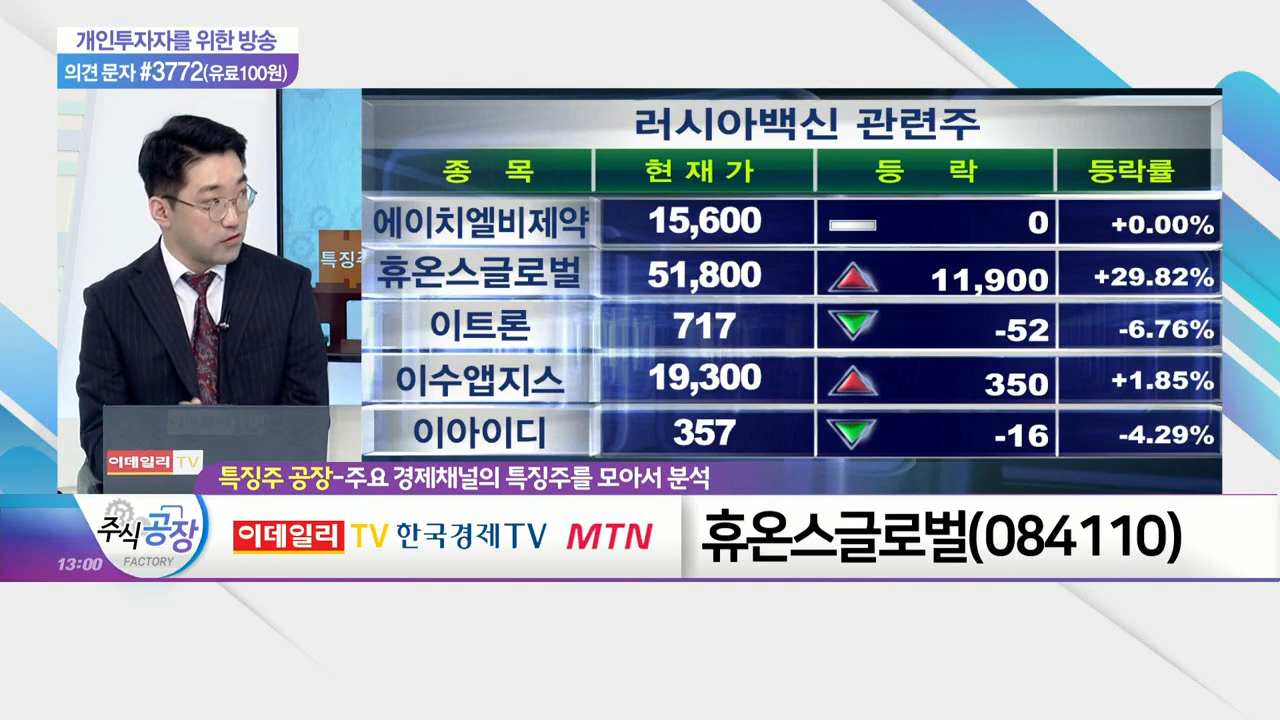 개인투자자를 위한 방송
의견 문자 #3772(유료100원)
특징주
러시아백신 관련주
종 목 현 재 가 등 락 등락률
에이치엘비제약 15,600 0 +0.00%
휴온스글로벌 51,800 11,900 +29.82%
이트론 717 -52 -6.76%
이수앱지스 19,300 350 +1.85%
이아이디 357 -16 -4.29%
이데일리 TV
특징주 공장-주요 경제채널의 특징주를 모아서 분석
주식공장
FACTORY
13:00
이데일리 TV 한국경제TV MTN
휴온스글로벌(084110)